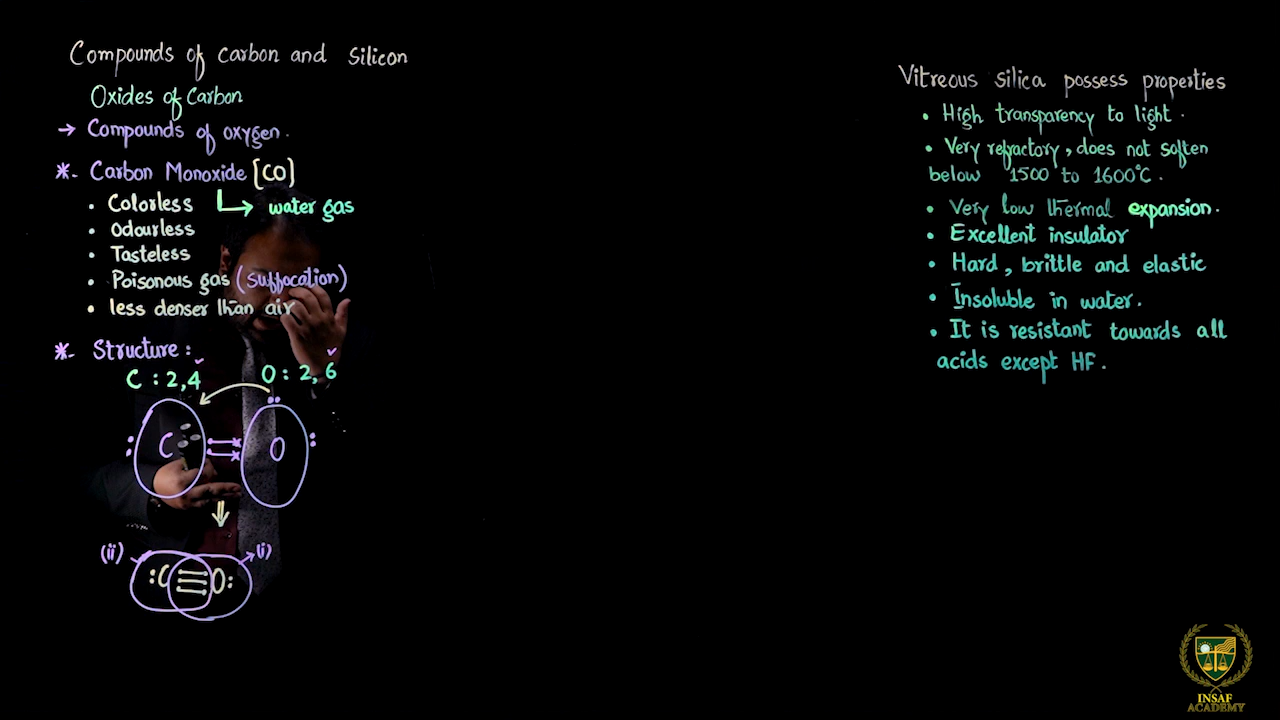 Compounds of Carbon and Silicon
Oxides of Carbon
→ Compounds of oxygen.
*- Carbon Monoxide [CO]
• Colorless ↳ water gas
• Odourless
• Tasteless
• Poisonous gas (suffocation)
• less denser than air
*- Structure :
C : 2,4 O : 2, 6
C O
(ii) (i)
:C≡O:
Vitreous silica possess properties
• High transparency to light.
• Very refractory, does not soften
below 1500 to 1600°C.
• Very low thermal expansion.
• Excellent insulator
• Hard, brittle and elastic
• Insoluble in water.
• It is resistant towards all
acids except HF.
INSAF
ACADEMY